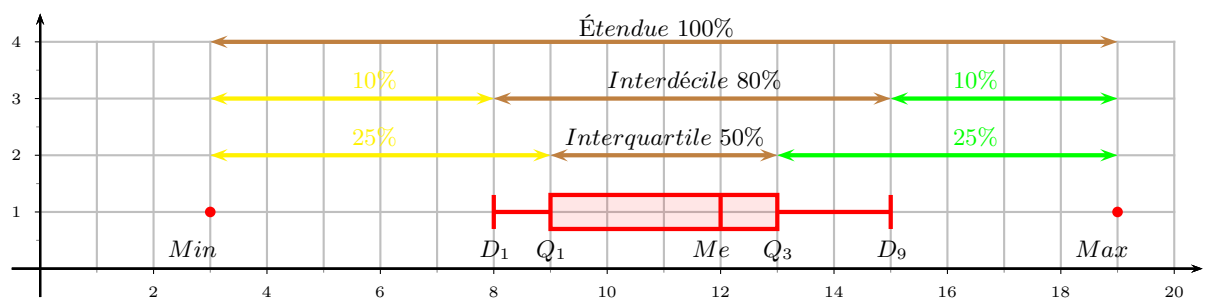 Étendue 100%
4
10% Interdécile 80% 10%
3
25% Interquartile 50% 25%
2
1
Min D1 Q1 Me Q3 D9 Max
2 4 6 8 10 12 14 16 18 20